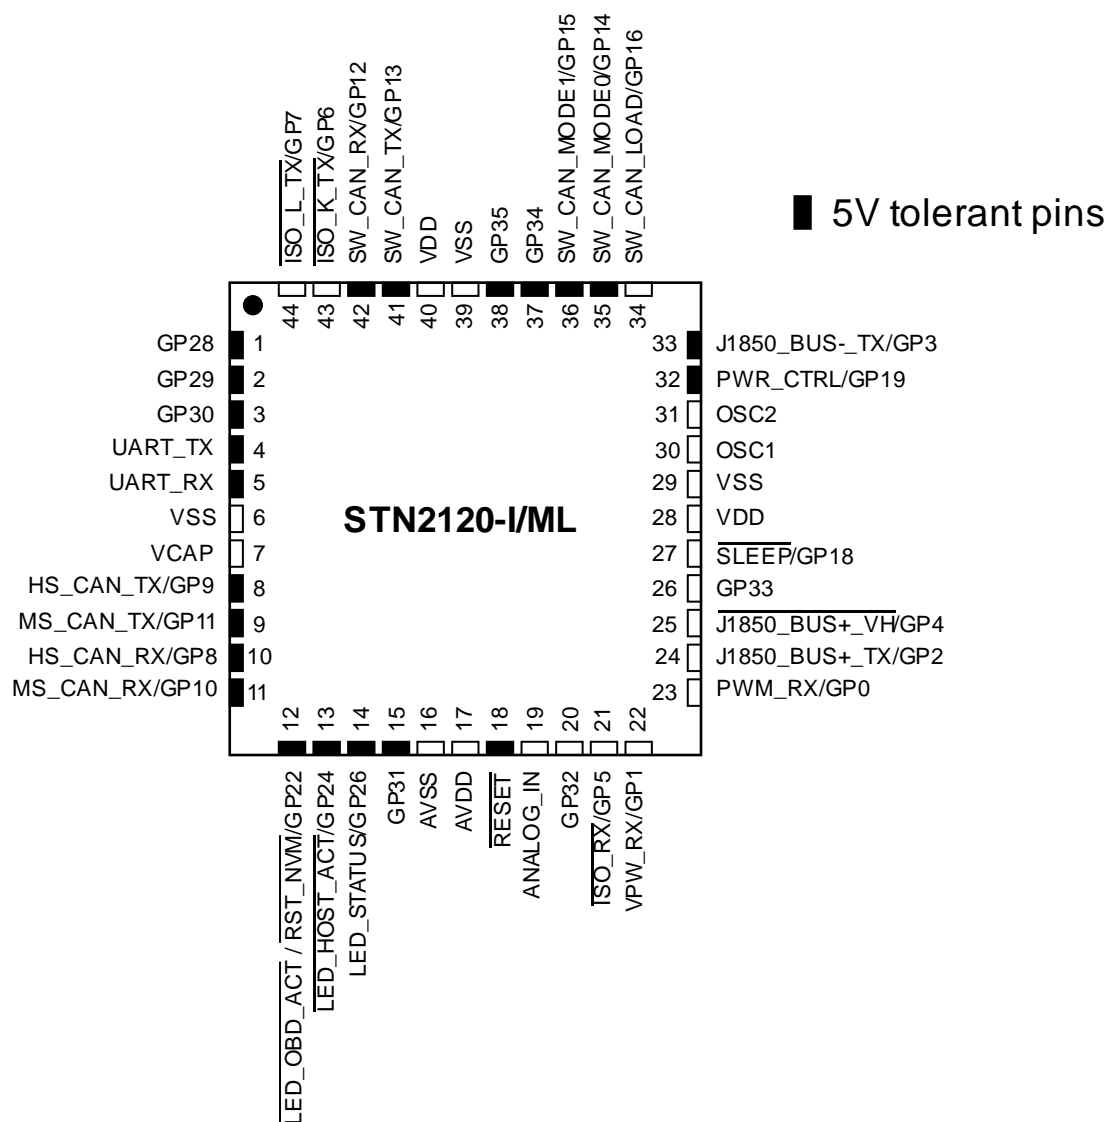 ISO_L_TX/GP7
ISO_K_TX/GP6
SW_CAN_RX/GP12
SW_CAN_TX/GP13
VDD
VSS
GP35
GP34
SW_CAN_MODE1/GP15
SW_CAN_MODE0/GP14
SW_CAN_LOAD/GP16
5V tolerant pins
44
43
42
41
40
39
38
37
36
35
34
GP28 1
GP29 2
GP30 3
UART_TX 4
UART_RX 5
VSS 6
VCAP 7
HS_CAN_TX/GP9 8
MS_CAN_TX/GP11 9
HS_CAN_RX/GP8 10
MS_CAN_RX/GP10 11
STN2120-I/ML
33 J1850_BUS-_TX/GP3
32 PWR_CTRL/GP19
31 OSC2
30 OSC1
29 VSS
28 VDD
27 SLEEP/GP18
26 GP33
25 J1850_BUS+_VH/GP4
24 J1850_BUS+_TX/GP2
23 PWM_RX/GP0
12
13
14
15
16
17
18
19
20
21
22
LED_OBD_ACT / RST_NVM/GP22
LED_HOST_ACT/GP24
LED_STATUS/GP26
GP31
AVSS
AVDD
RESET
ANALOG_IN
GP32
ISO_RX/GP5
VPW_RX/GP1